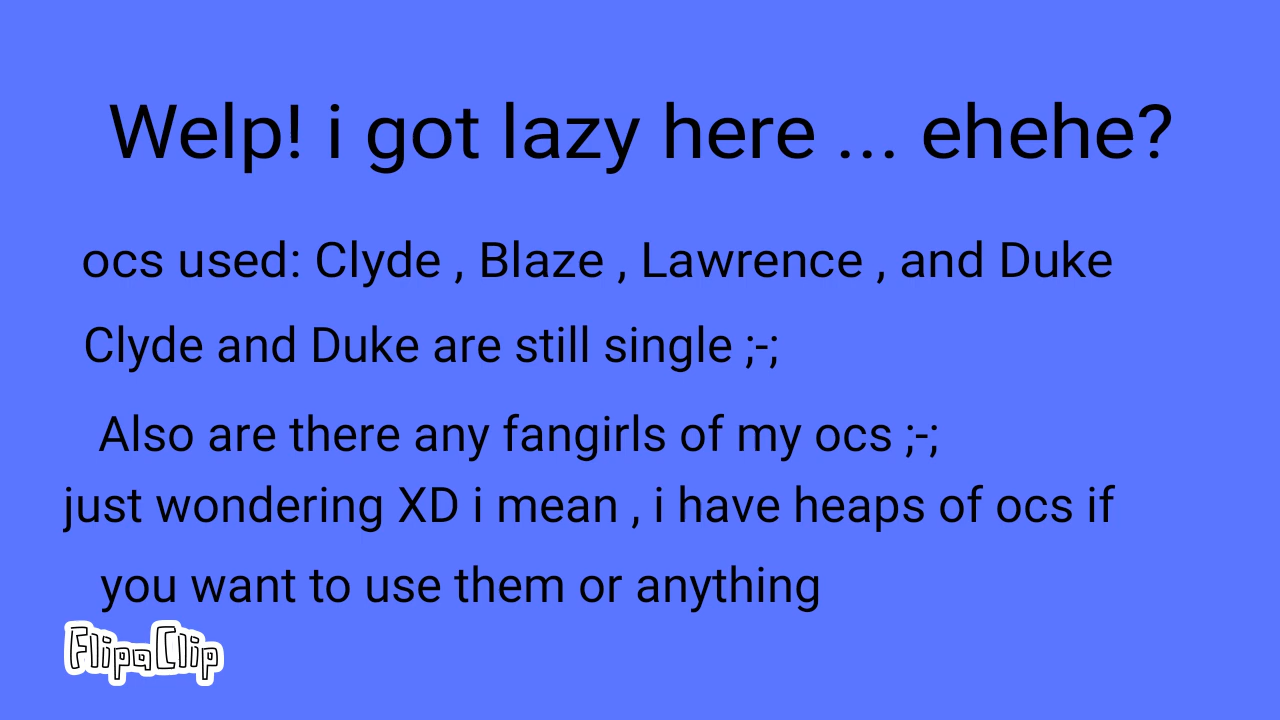 Welp! i got lazy here ... ehehe?
ocs used: Clyde , Blaze , Lawrence , and Duke
Clyde and Duke are still single ;-;
Also are there any fangirls of my ocs ;-;
just wondering XD i mean , i have heaps of ocs if
you want to use them or anything
FlipaClip